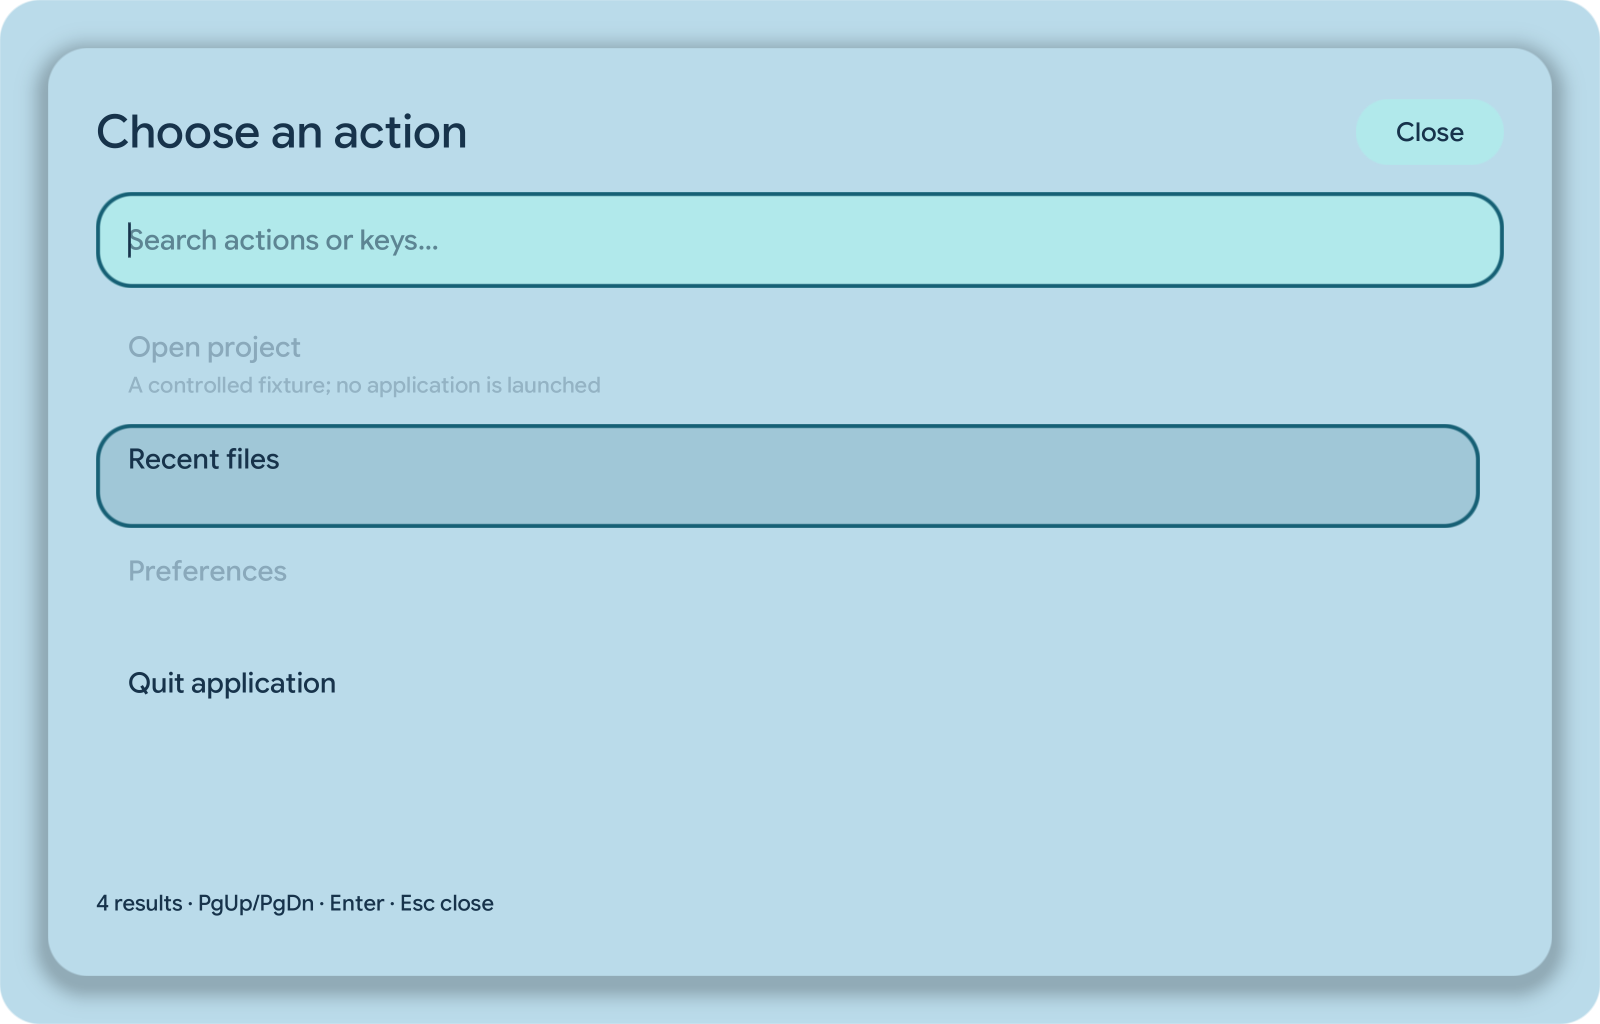 Choose an action
Close
Search actions or keys...
Open project
A controlled fixture; no application is launched
Recent files
Preferences
Quit application
4 results · PgUp/PgDn · Enter · Esc close